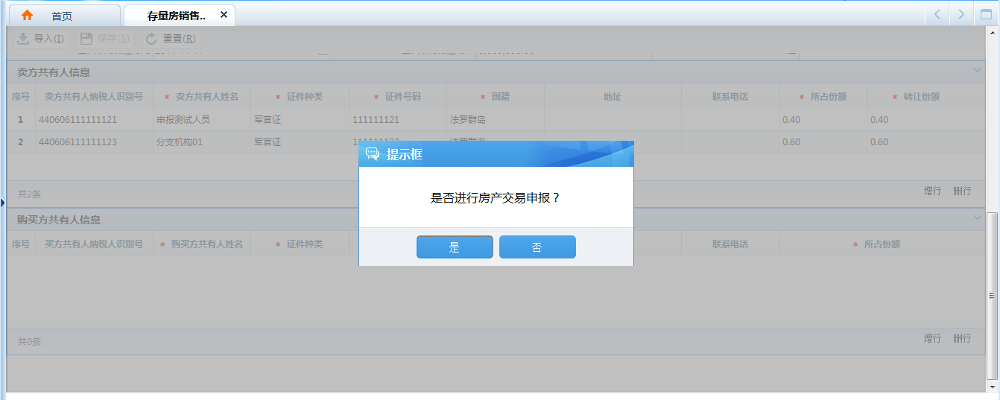 首页
存量房销售..
导入(I) 保存(S) 重置(R)
卖方共有人信息
序号 卖方共有人纳税人识别号 * 卖方共有人姓名 * 证件种类 * 证件号码 * 国籍 地址 联系电话 * 所占份额 * 转让份额
1 440606111111121 申报测试人员 军官证 111111121 法罗群岛 0.40 0.40
2 440606111111123 分支机构01 军官证 法罗群岛 0.60 0.60
共2条 增行 删行
提示框
是否进行房产交易申报？
是 否
购买方共有人信息
序号 买方共有人纳税人识别号 * 购买方共有人姓名 * 证件种类 联系电话 * 所占份额
共0条 增行 删行